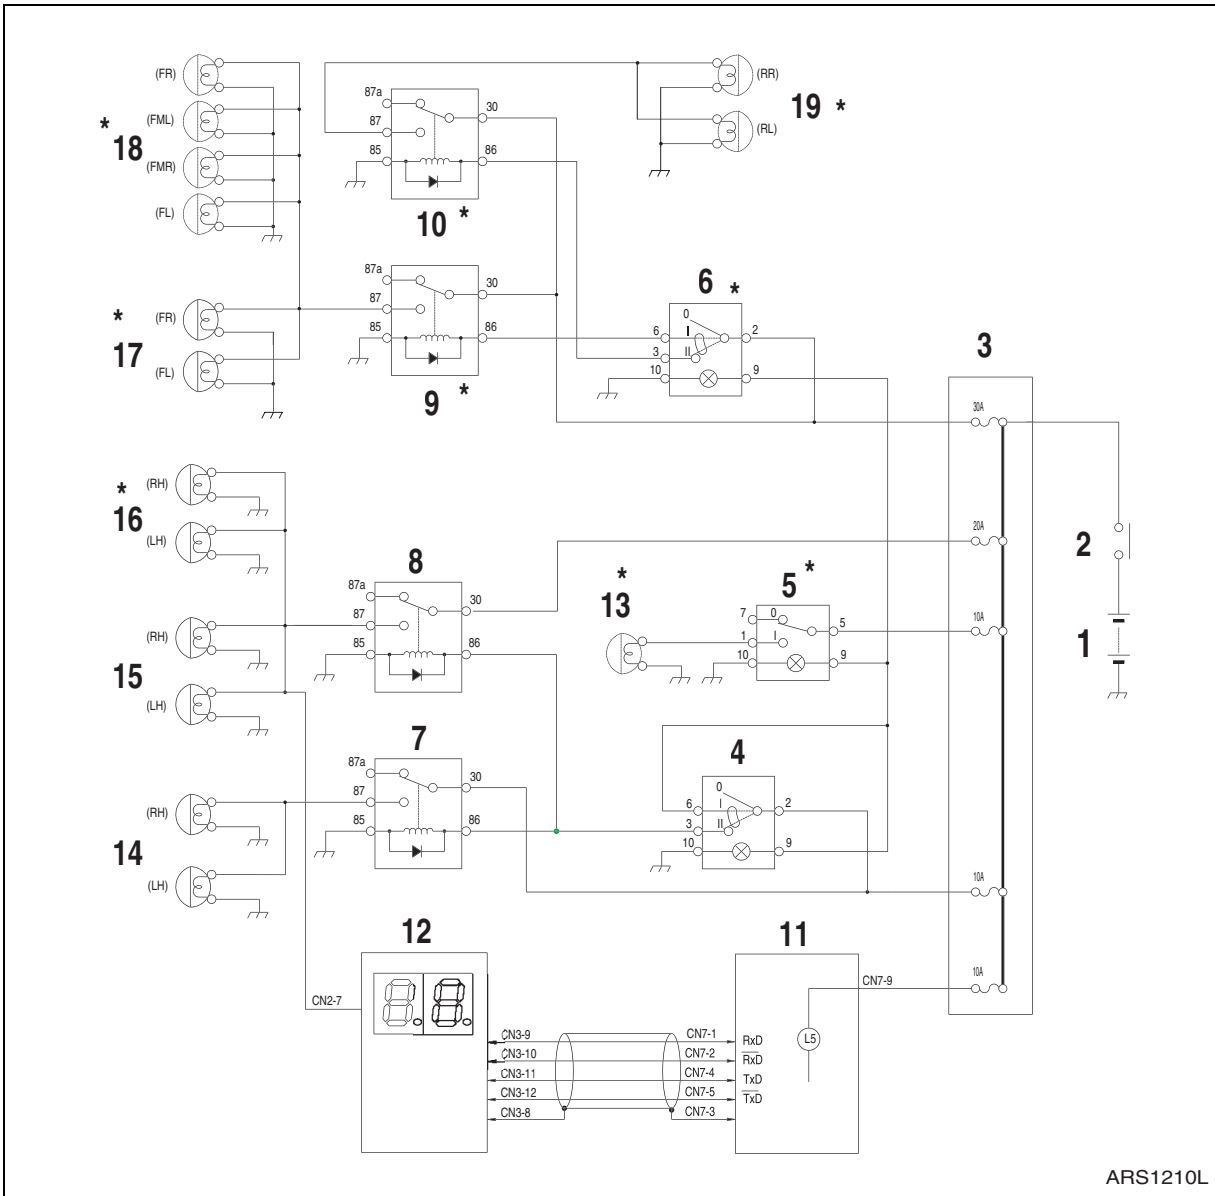 (FR)
(FML)
(FMR)
(FL)
* 18
87a
87
85
30
86
10 *
(RR)
(RL)
19 *
(FR)
(FL)
* 17
87a
87
85
30
86
9 *
6 *
0
I
II
6
3
10
2
9
3
30A
20A
10A
10A
10A
2
1
(RH)
(LH)
* 16
(RH)
(LH)
15
8
87a
87
85
30
86
* 13
5 *
7
1
10
0
I
5
9
7
87a
87
85
30
86
(RH)
(LH)
14
4
0
I
II
6
3
10
2
9
12
CN2-7
11
CN7-9
L5
CN3-9
CN7-1
RxD
CN3-10
CN7-2
R̅x̅D̅
CN3-11
CN7-4
TxD
CN3-12
CN7-5
T̅x̅D̅
CN3-8
CN7-3
ARS1210L